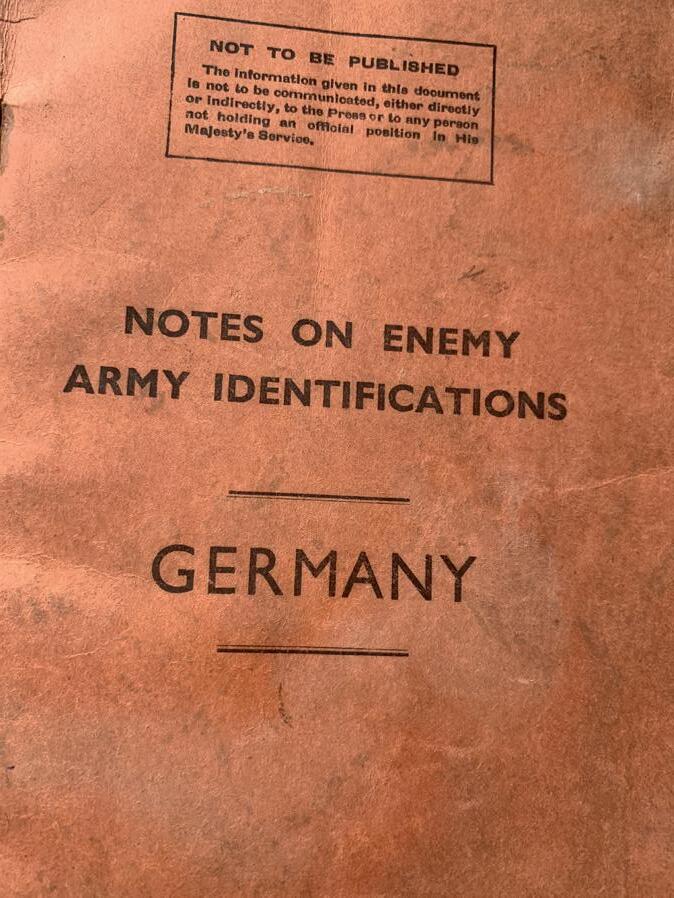 NOT TO BE PUBLISHED
The information given in this document
is not to be communicated, either directly
or indirectly, to the Press or to any person
not holding an official position in His
Majesty's Service.
NOTES ON ENEMY
ARMY IDENTIFICATIONS
GERMANY